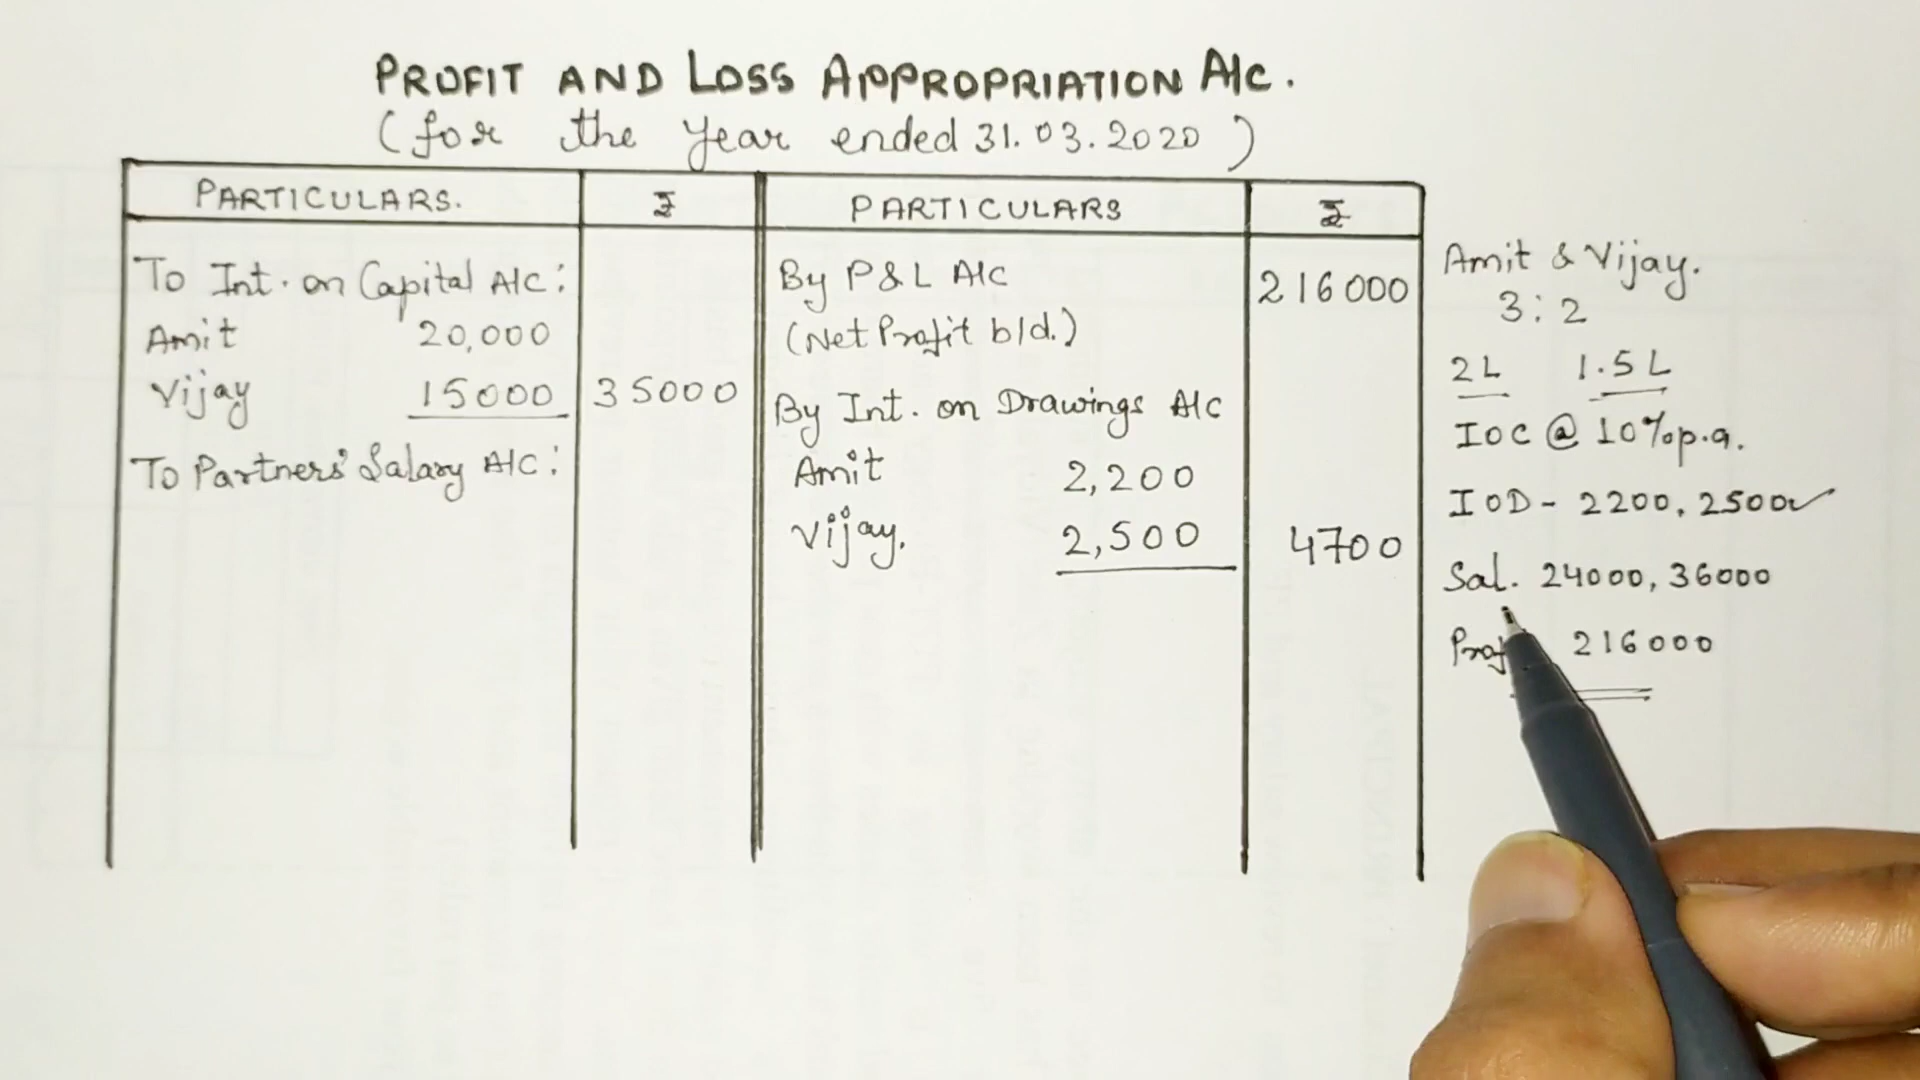 PROFIT AND LOSS APPROPRIATION A/C.
(for the year ended 31.03.2020)
PARTICULARS. ₹ PARTICULARS ₹
To Int. on Capital A/C:
Amit 20,000
Vijay 15000 35000
To Partners' Salary A/C:
By P & L A/C 216000
(Net Profit b/d.)
By Int. on Drawings A/C
Amit 2,200
Vijay. 2,500 4700
Amit & Vijay.
3:2
2L 1.5L
IOC @ 10% p.a.
IOD - 2200, 2500✓
Sal. 24000, 36000
216000